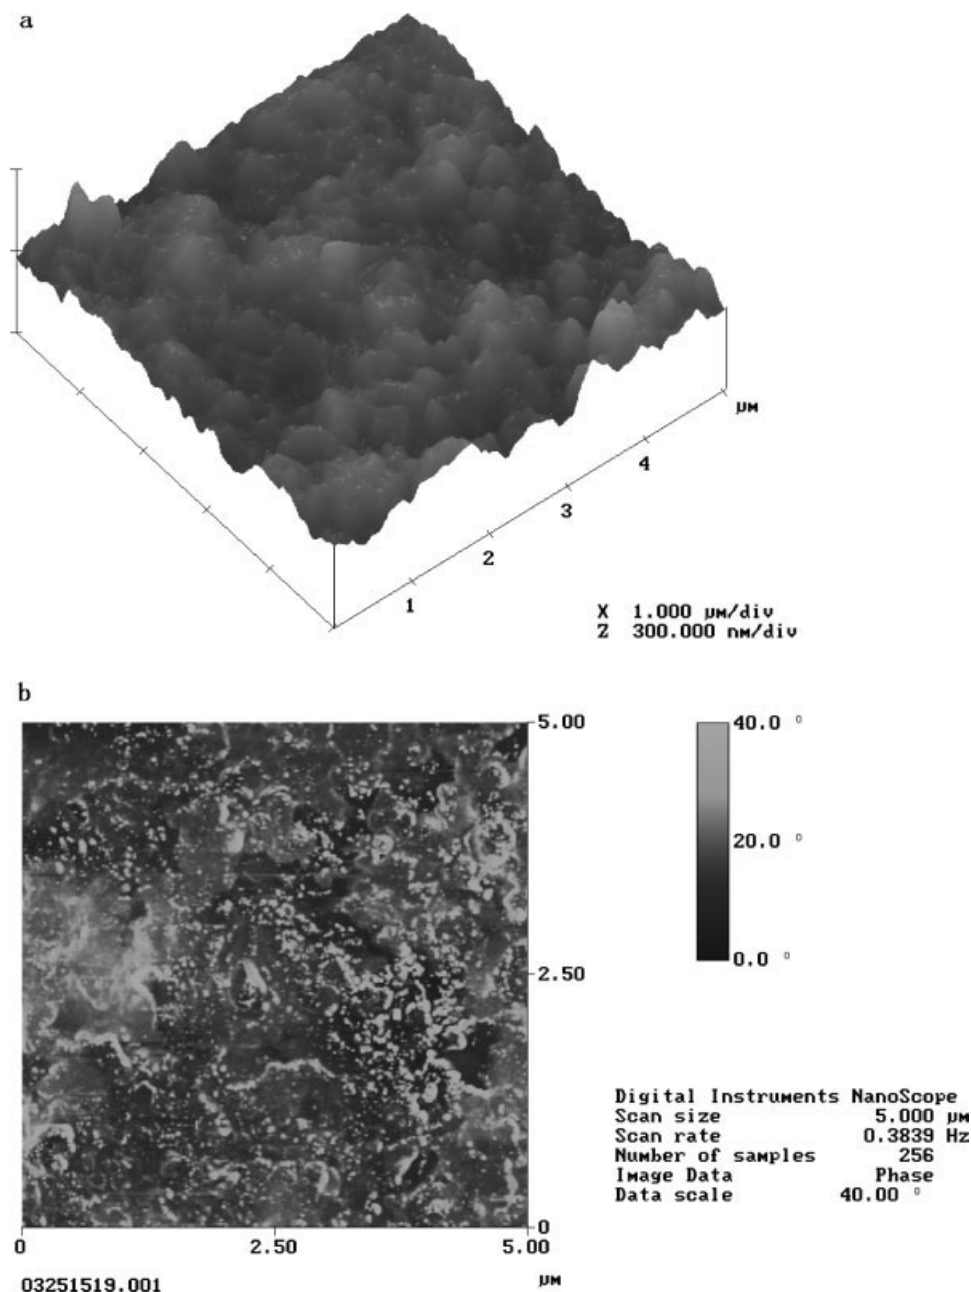 a
µm
4
3
2
1
X 1.000 µm/div
Z 300.000 nm/div
b
5.00
40.0 °
20.0 °
0.0 °
2.50
Digital Instruments NanoScope
Scan size 5.000 µm
Scan rate 0.3839 Hz
Number of samples 256
Image Data Phase
Data scale 40.00 °
0
0 2.50 5.00
µm
03251519.001